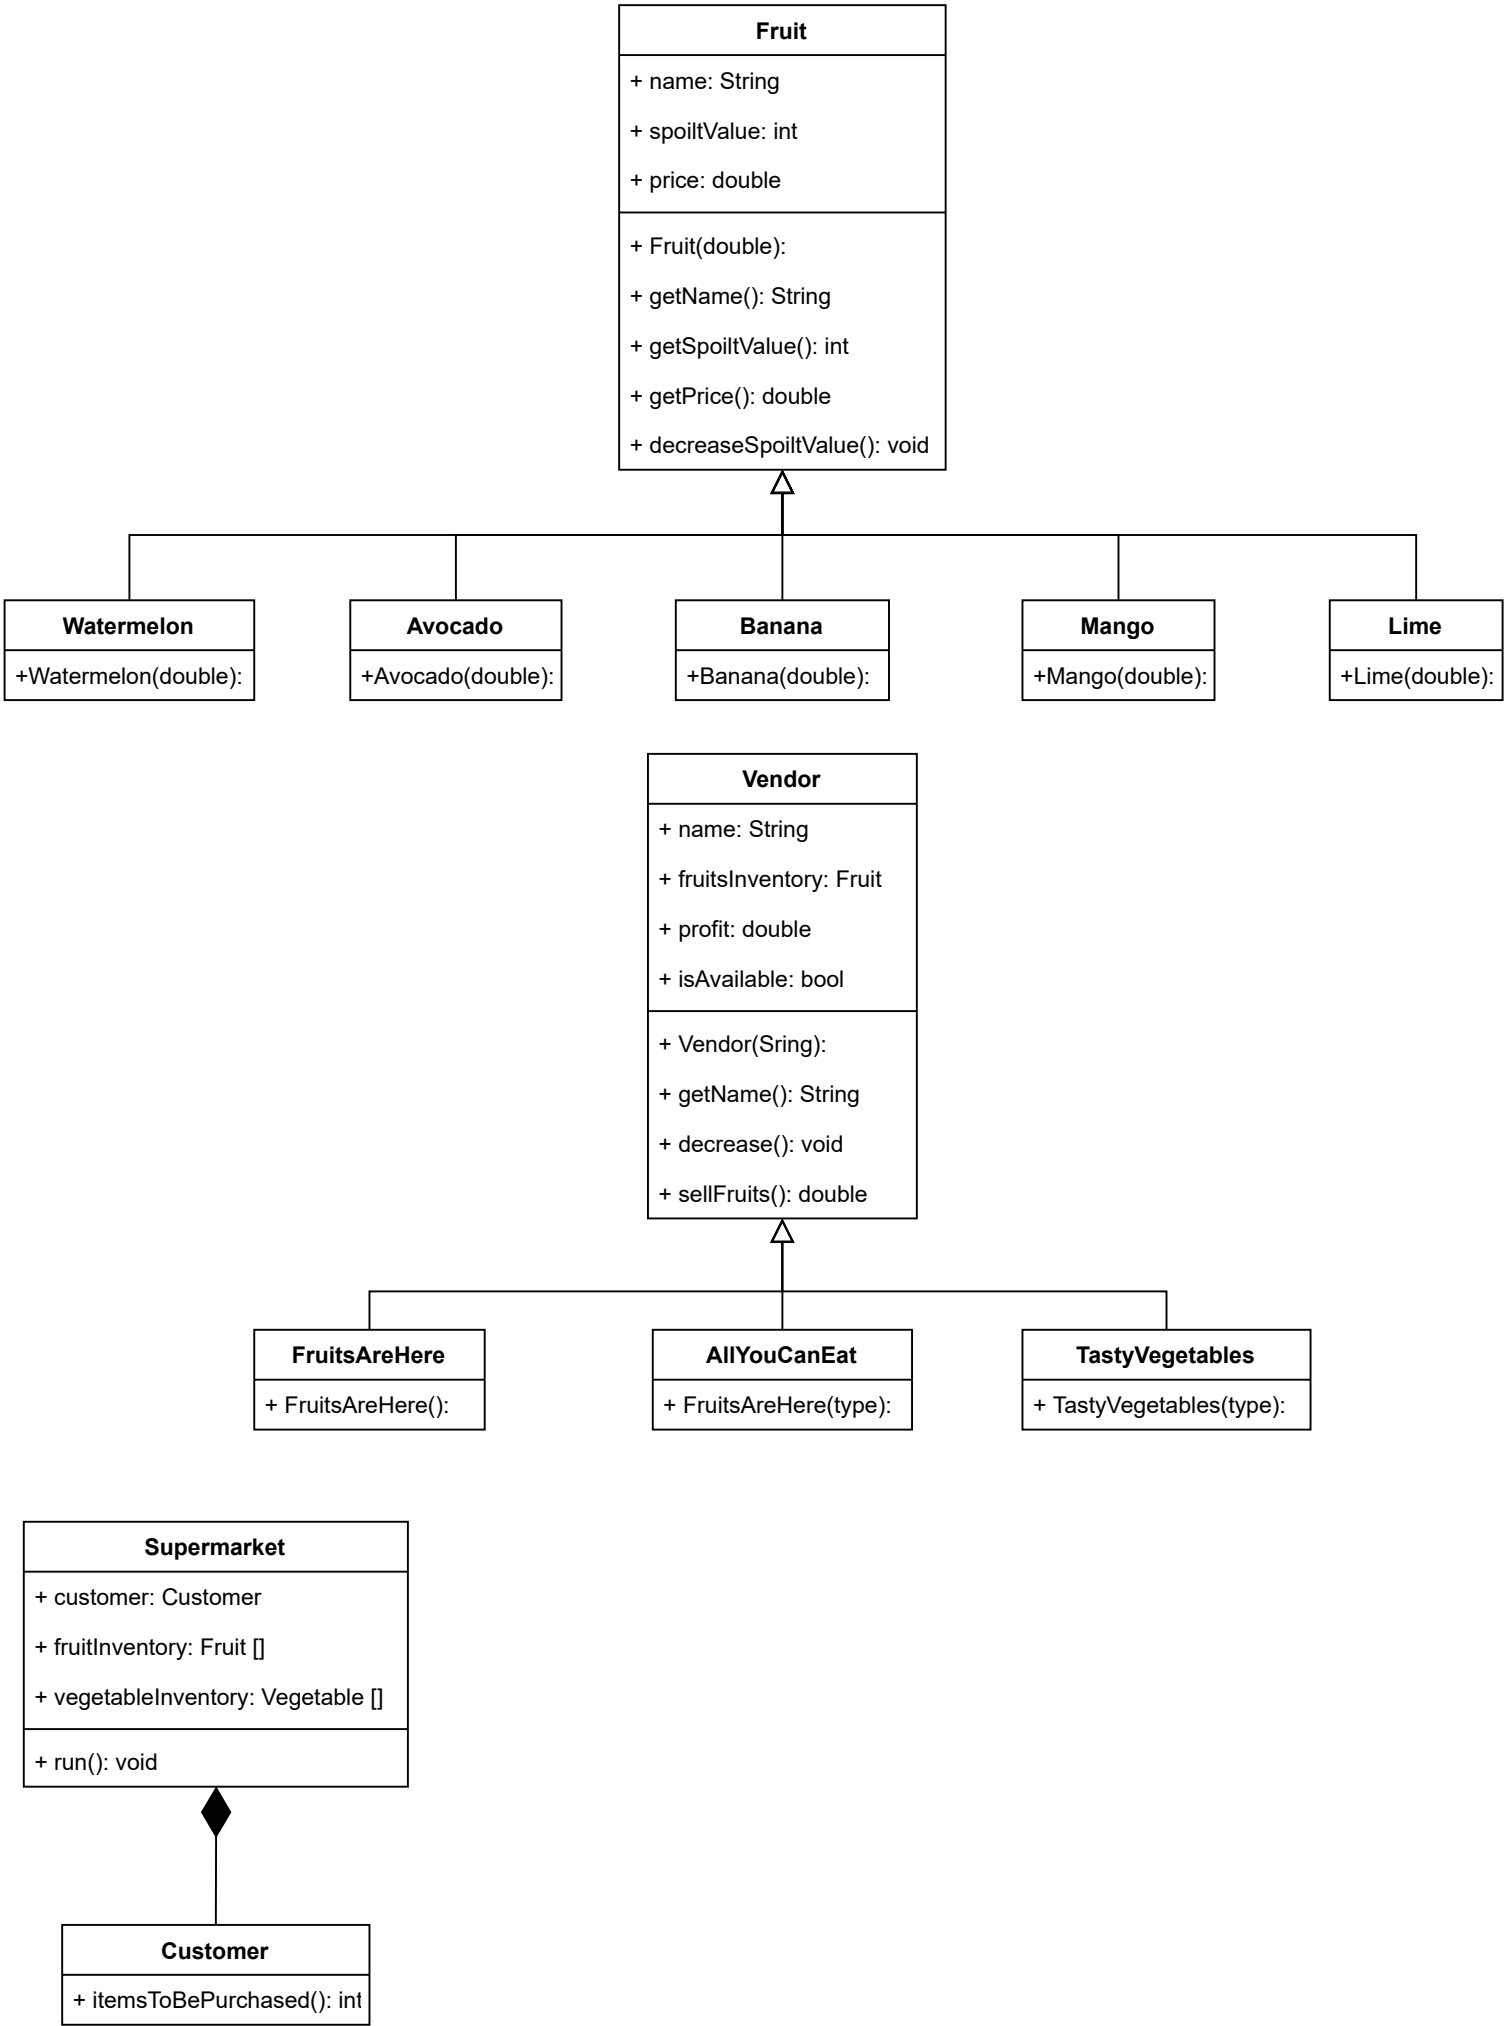 Fruit
+ name: String
+ spoiltValue: int
+ price: double
+ Fruit(double):
+ getName(): String
+ getSpoiltValue(): int
+ getPrice(): double
+ decreaseSpoiltValue(): void
Watermelon
+Watermelon(double):
Avocado
+Avocado(double):
Banana
+Banana(double):
Mango
+Mango(double):
Lime
+Lime(double):
Vendor
+ name: String
+ fruitsInventory: Fruit
+ profit: double
+ isAvailable: bool
+ Vendor(Sring):
+ getName(): String
+ decrease(): void
+ sellFruits(): double
FruitsAreHere
+ FruitsAreHere():
AllYouCanEat
+ FruitsAreHere(type):
TastyVegetables
+ TastyVegetables(type):
Supermarket
+ customer: Customer
+ fruitInventory: Fruit []
+ vegetableInventory: Vegetable []
+ run(): void
Customer
+ itemsToBePurchased(): int